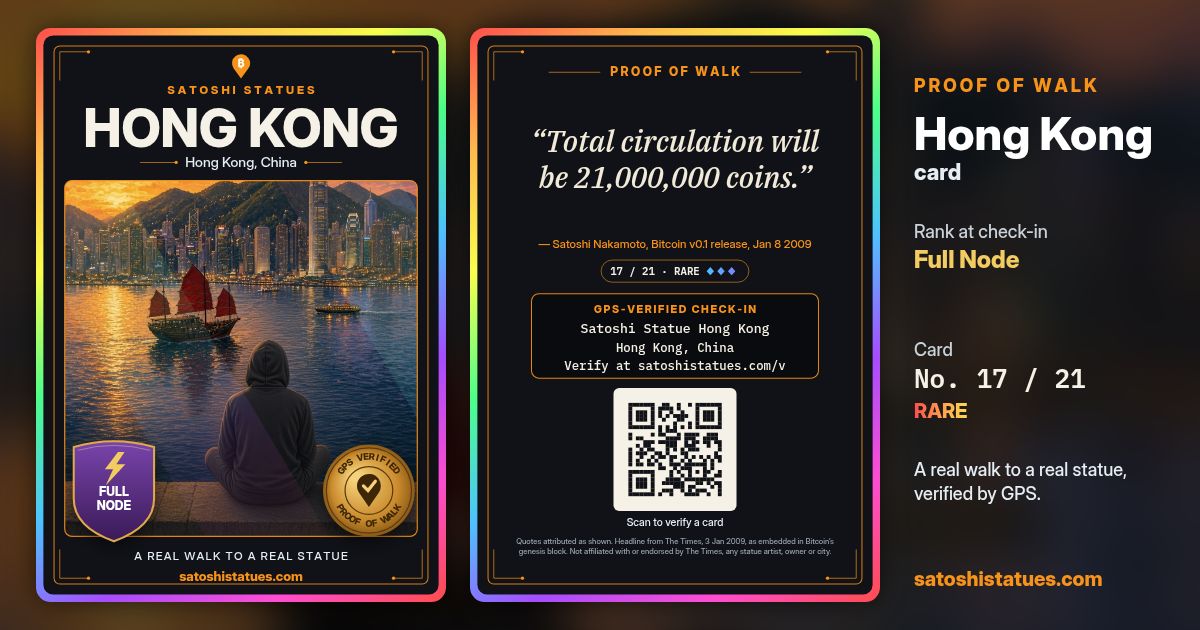 SATOSHI STATUES
HONG KONG
Hong Kong, China
FULL
NODE
GPS VERIFIED
PROOF OF WALK
A REAL WALK TO A REAL STATUE
satoshistatues.com
PROOF OF WALK
“Total circulation will
be 21,000,000 coins.”
— Satoshi Nakamoto, Bitcoin v0.1 release, Jan 8 2009
17 / 21 · RARE
GPS-VERIFIED CHECK-IN
Satoshi Statue Hong Kong
Hong Kong, China
Verify at satoshistatues.com/v
Scan to verify a card
Quotes attributed as shown. Headline from The Times, 3 Jan 2009, as embedded in Bitcoin's
genesis block. Not affiliated with or endorsed by The Times, any statue artist, owner or city.
PROOF OF WALK
Hong Kong
card
Rank at check-in
Full Node
Card
No. 17 / 21
RARE
A real walk to a real statue,
verified by GPS.
satoshistatues.com